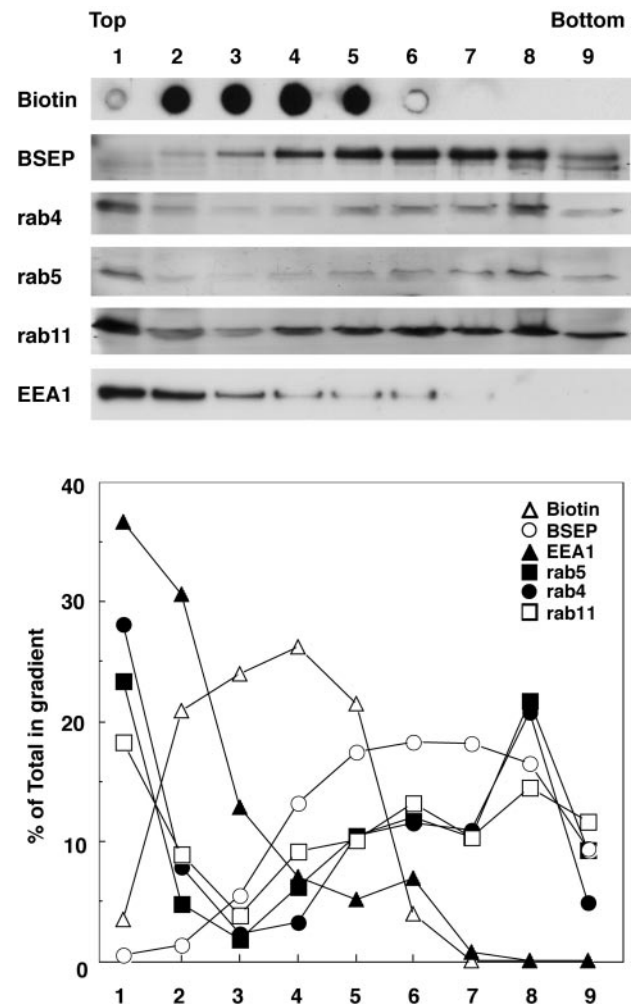 Top Bottom
1 2 3 4 5 6 7 8 9
Biotin
BSEP
rab4
rab5
rab11
EEA1
40
30
20
10
0
% of Total in gradient
Biotin
BSEP
EEA1
rab5
rab4
rab11
1 2 3 4 5 6 7 8 9